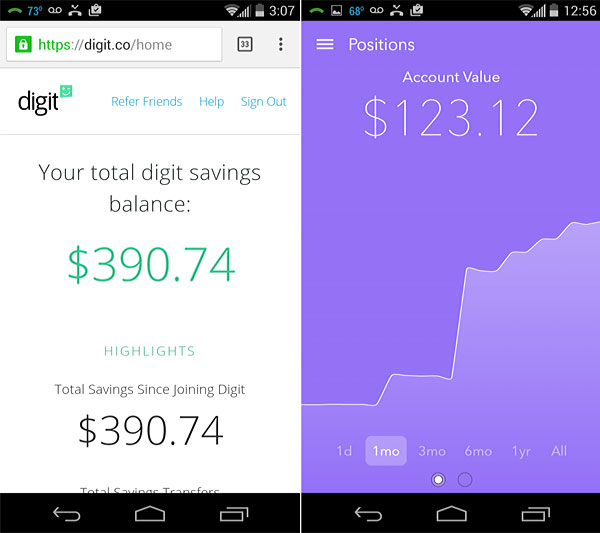 73° 3:07
https://digit.co/home 33
digit Refer Friends Help Sign Out
Your total digit savings
balance:
$390.74
HIGHLIGHTS
Total Savings Since Joining Digit
$390.74
Total Savings Transfers
68° 12:56
Positions
Account Value
$123.12
1d 1mo 3mo 6mo 1yr All